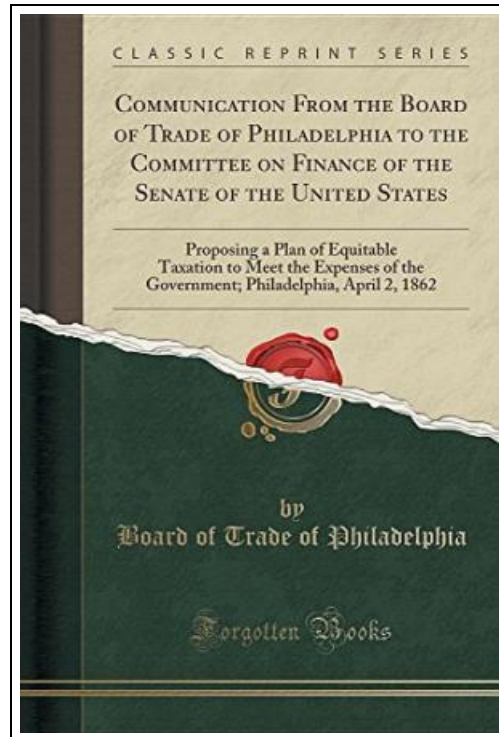 CLASSIC REPRINT SERIES
COMMUNICATION FROM THE BOARD
OF TRADE OF PHILADELPHIA TO THE
COMMITTEE ON FINANCE OF THE
SENATE OF THE UNITED STATES
Proposing a Plan of Equitable
Taxation to Meet the Expenses of the
Government; Philadelphia, April 2, 1862
by
Board of Trade of Philadelphia
Forgotten Books